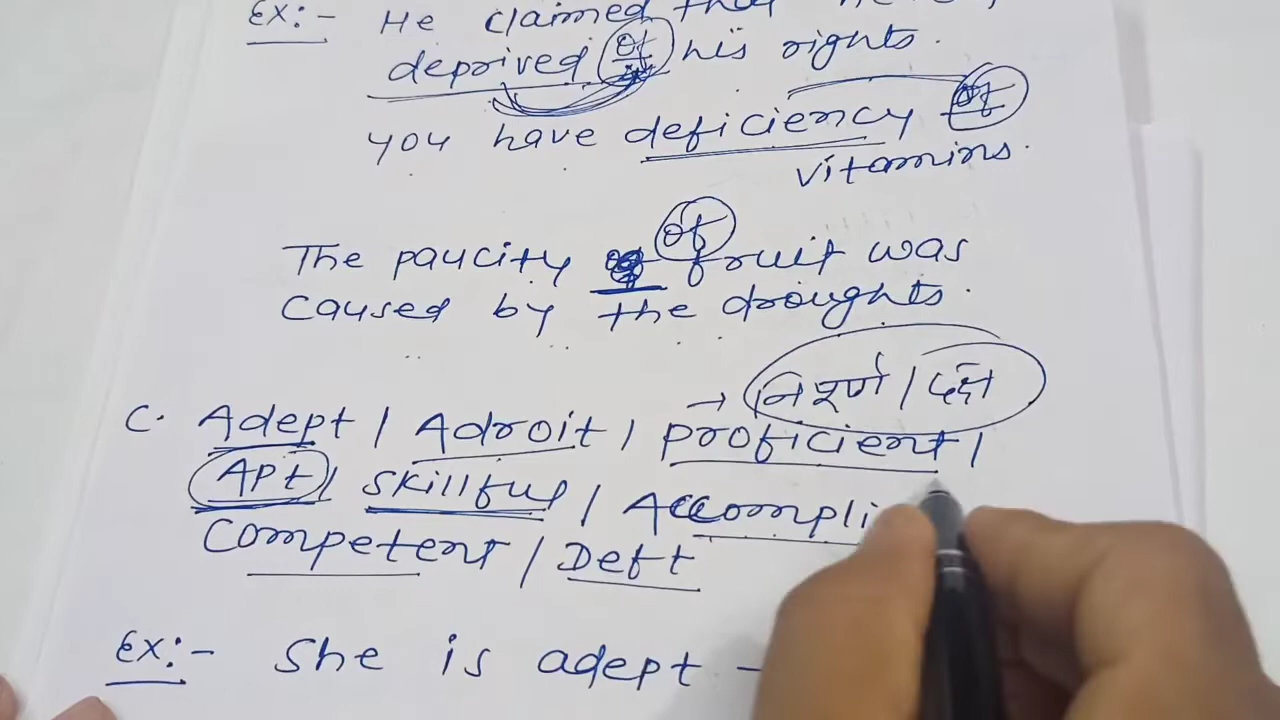 Ex:- He claimed that
deprived of his rights.
you have deficiency of
vitamins.
The paucity of fruit was
caused by the droughts.
→ निपूर्ण / दक्ष
C. Adept / Adroit / proficient /
Apt / skillful / Accompli
Competent / Deft
Ex:- She is adept -